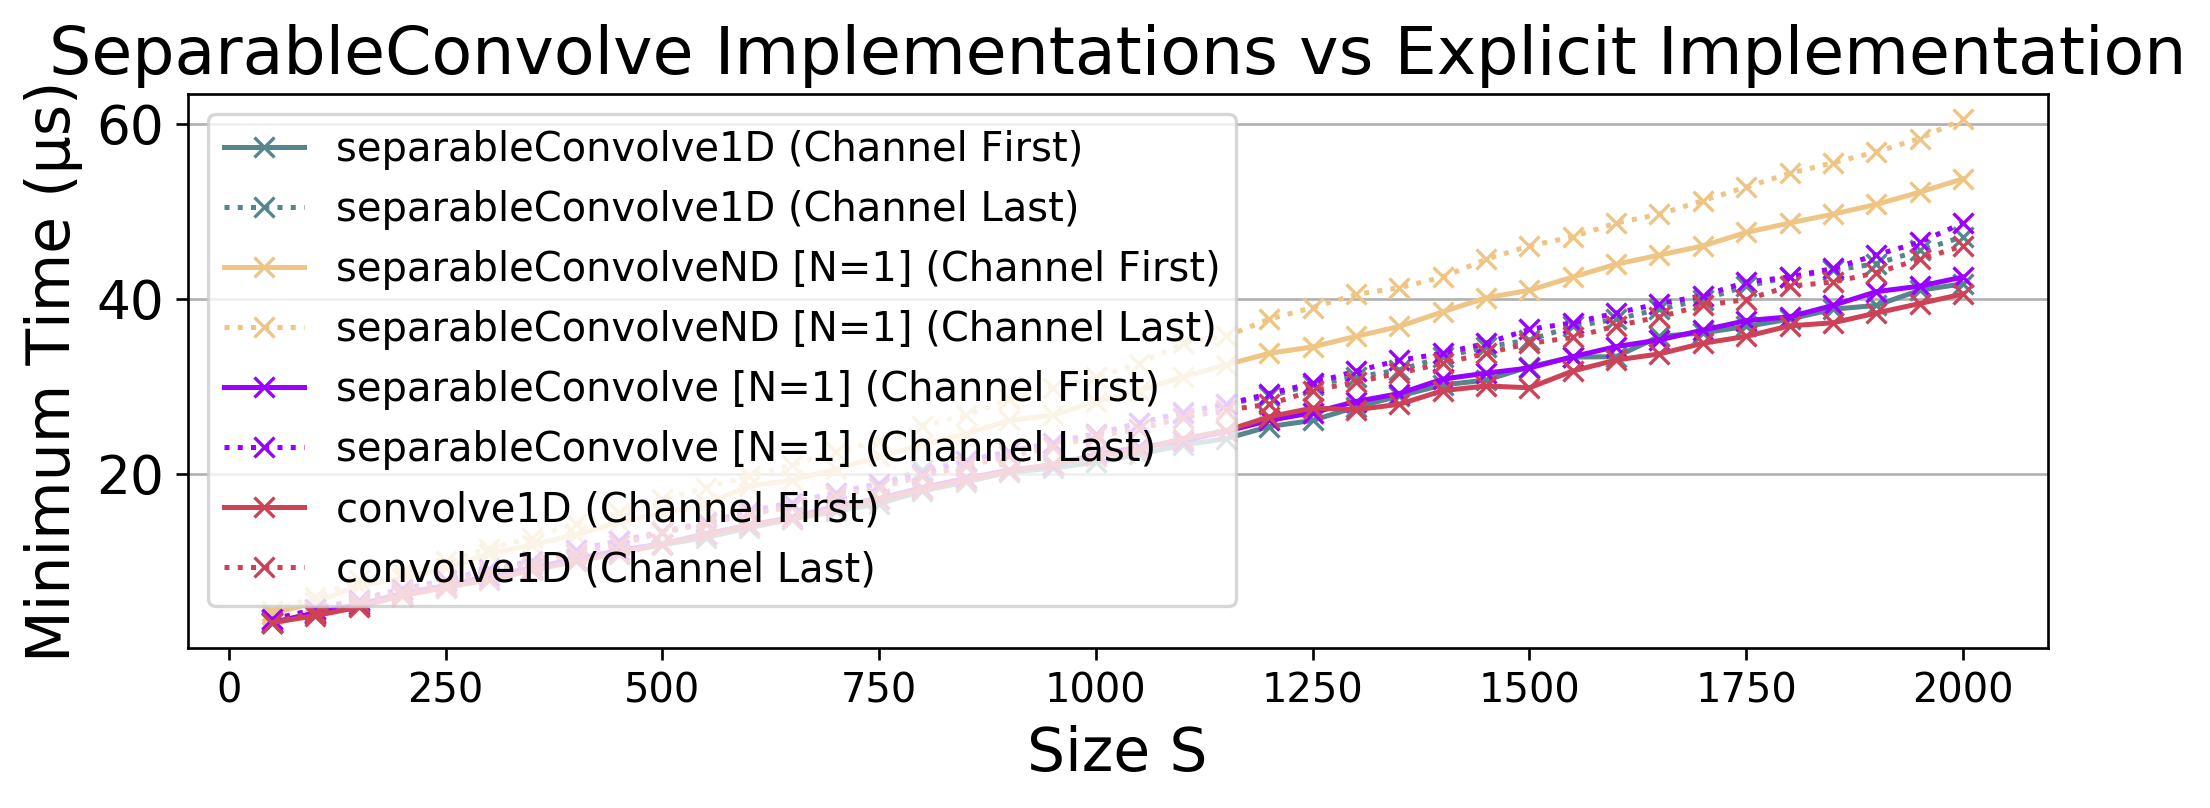 SeparableConvolve Implementations vs Explicit Implementation
Minimum Time (µs)
60
40
20
separableConvolve1D (Channel First)
separableConvolve1D (Channel Last)
separableConvolveND [N=1] (Channel First)
separableConvolveND [N=1] (Channel Last)
separableConvolve [N=1] (Channel First)
separableConvolve [N=1] (Channel Last)
convolve1D (Channel First)
convolve1D (Channel Last)
0 250 500 750 1000 1250 1500 1750 2000
Size S